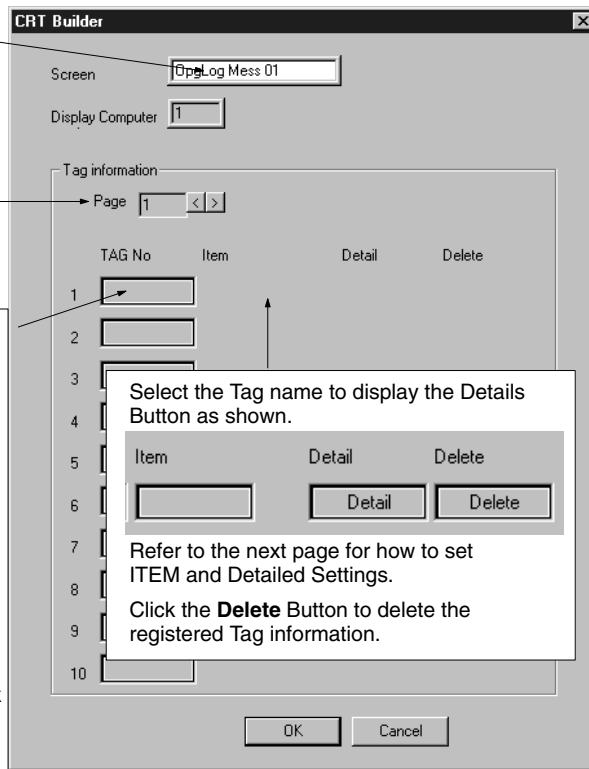 CRT Builder
Screen
OpgLog Mess 01
Display Computer
1
Tag information
Page
1
< >
TAG No Item Detail Delete
1
2
3
4
5
6
7
8
9
10
Select the Tag name to display the Details
Button as shown.
Item Detail Delete
Detail Delete
Refer to the next page for how to set
ITEM and Detailed Settings.
Click the Delete Button to delete the
registered Tag information.
OK Cancel